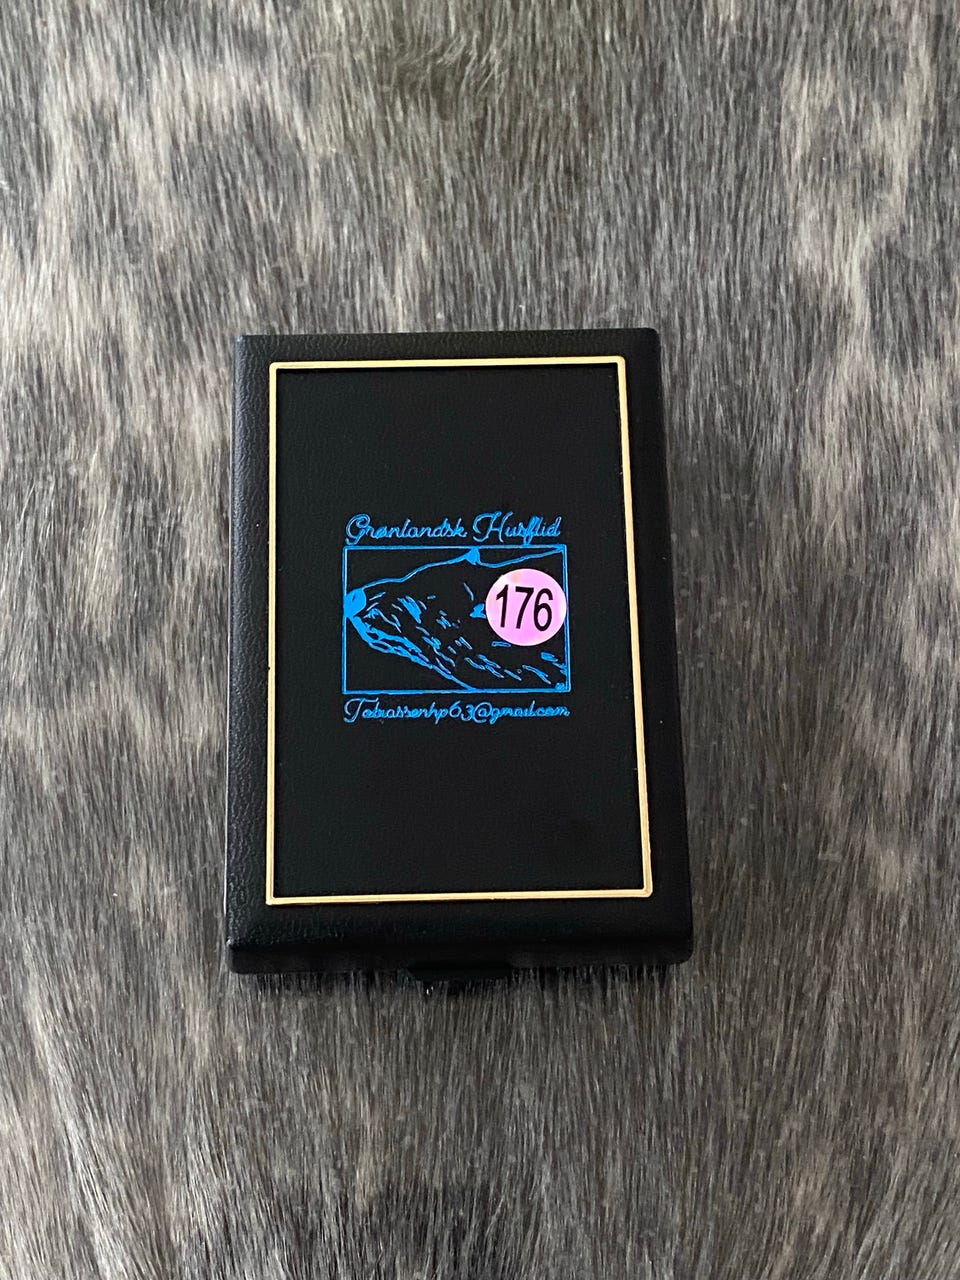 Grønlandsk Husflid
176
Tobiassenhp63@gmail.com